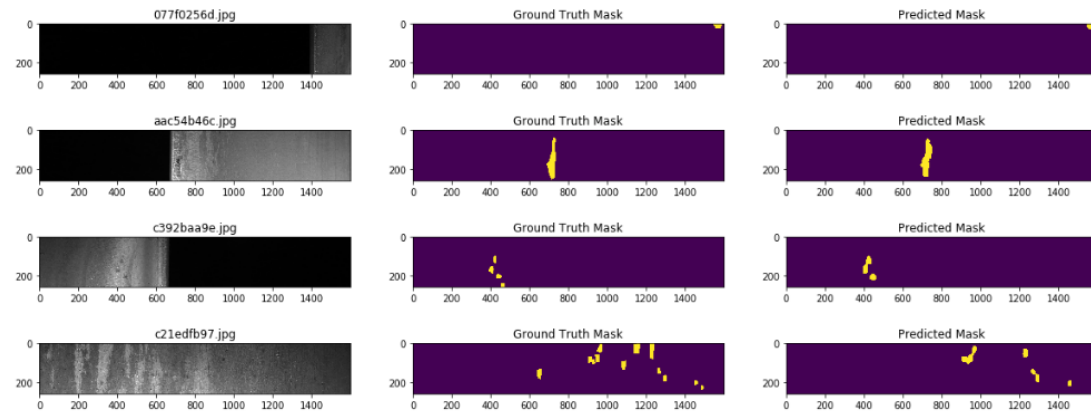 077f0256d.jpg Ground Truth Mask Predicted Mask
0 0 0
200 200 200
0 200 400 600 800 1000 1200 1400 0 200 400 600 800 1000 1200 1400 0 200 400 600 800 1000 1200 1400
aac54b46c.jpg Ground Truth Mask Predicted Mask
0 0 0
200 200 200
0 200 400 600 800 1000 1200 1400 0 200 400 600 800 1000 1200 1400 0 200 400 600 800 1000 1200 1400
c392baa9e.jpg Ground Truth Mask Predicted Mask
0 0 0
200 200 200
0 200 400 600 800 1000 1200 1400 0 200 400 600 800 1000 1200 1400 0 200 400 600 800 1000 1200 1400
c21edfb97.jpg Ground Truth Mask Predicted Mask
0 0 0
200 200 200
0 200 400 600 800 1000 1200 1400 0 200 400 600 800 1000 1200 1400 0 200 400 600 800 1000 1200 1400